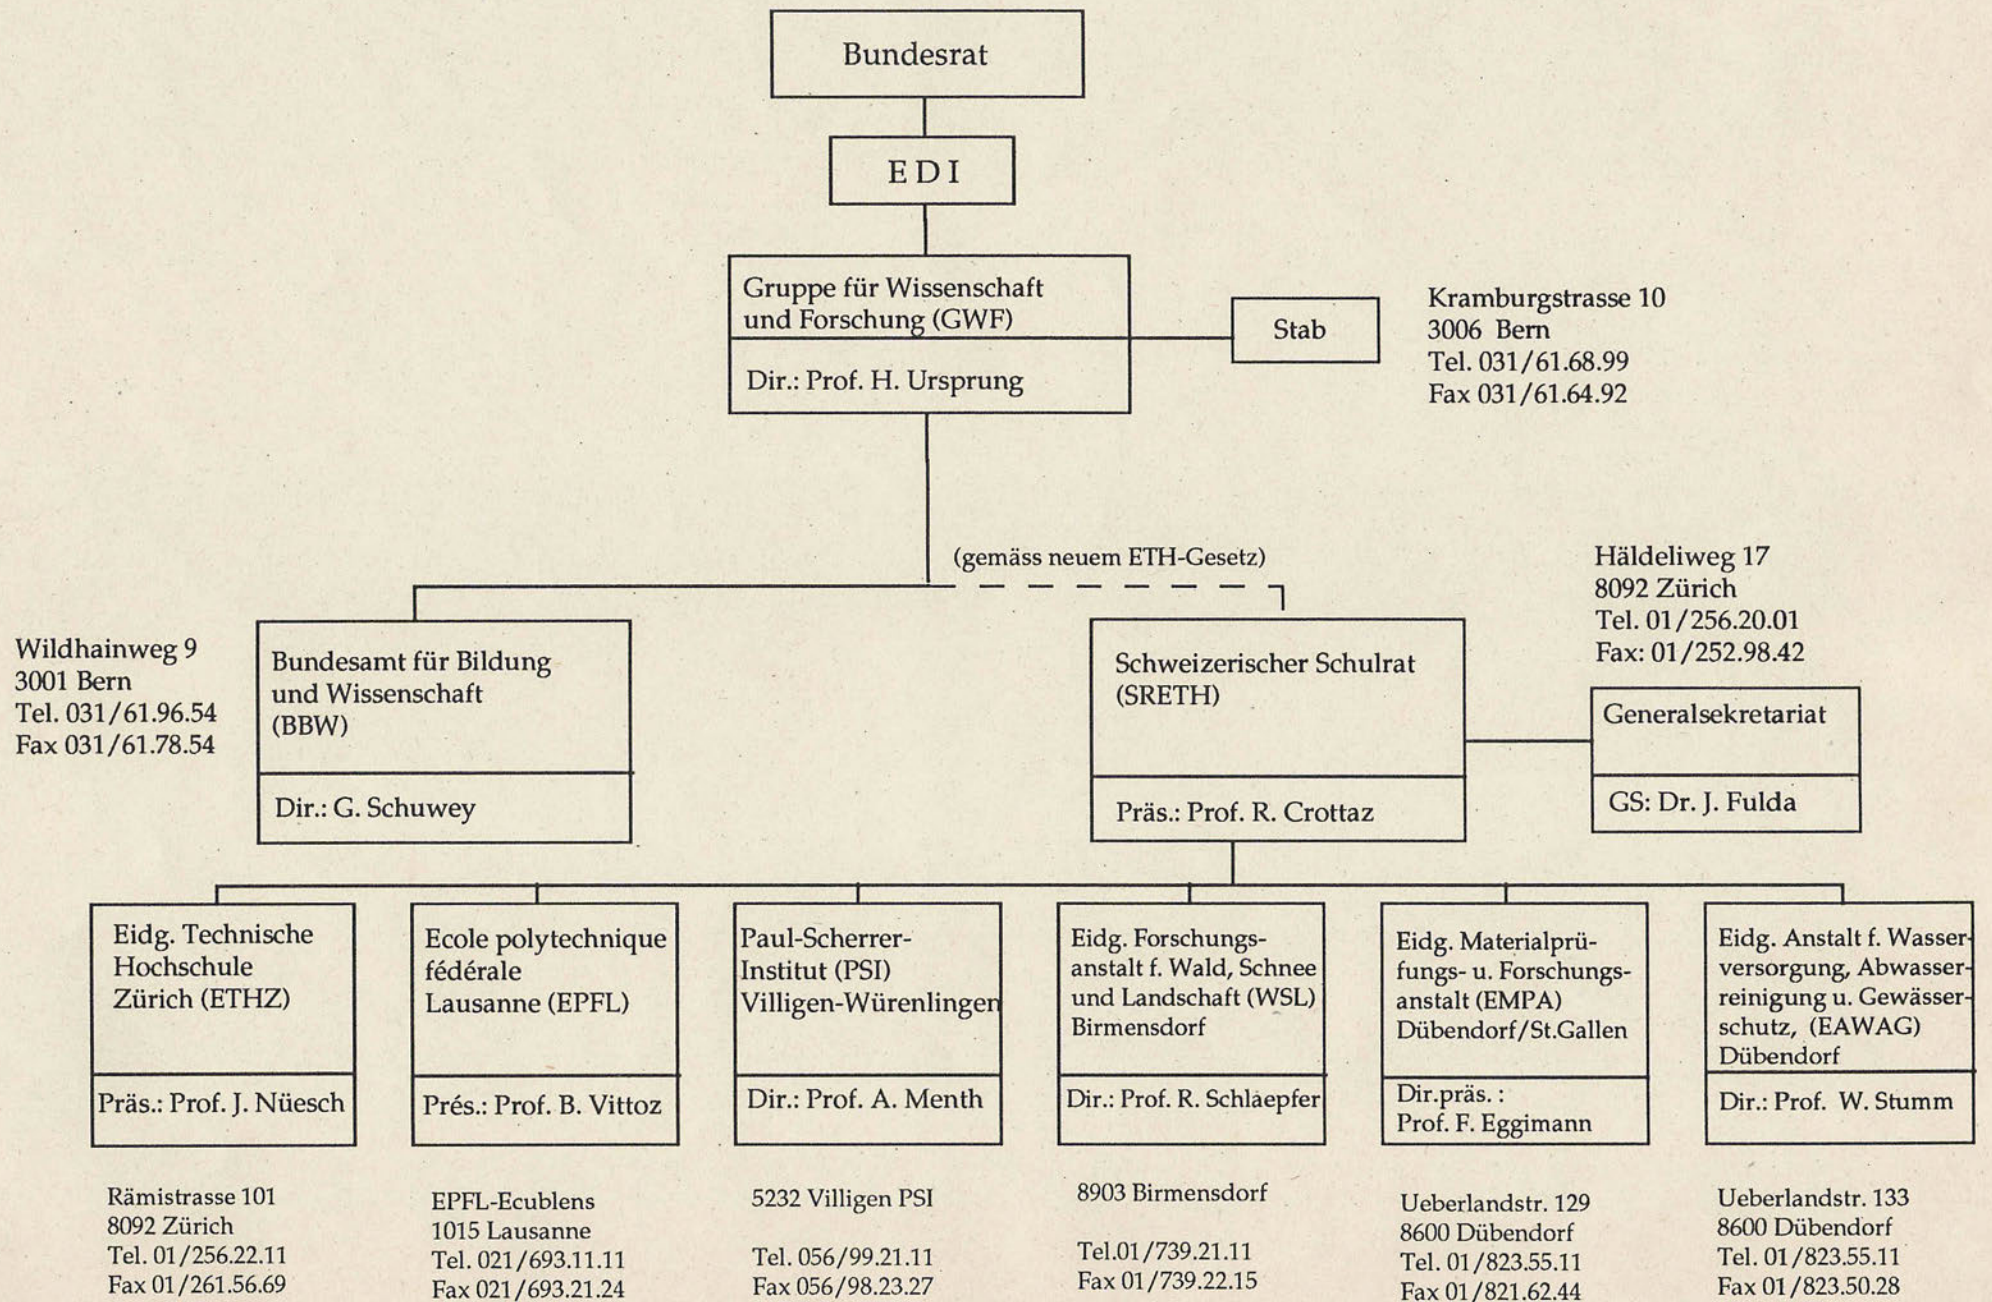 Bundesrat
EDI
Gruppe für Wissenschaft
und Forschung (GWF)
Dir.: Prof. H. Ursprung
Stab
Kramburgstrasse 10
3006 Bern
Tel. 031/61.68.99
Fax 031/61.64.92
(gemäss neuem ETH-Gesetz)
Wildhainweg 9
3001 Bern
Tel. 031/61.96.54
Fax 031/61.78.54
Bundesamt für Bildung
und Wissenschaft
(BBW)
Dir.: G. Schuwey
Schweizerischer Schulrat
(SRETH)
Präs.: Prof. R. Crottaz
Häldeliweg 17
8092 Zürich
Tel. 01/256.20.01
Fax: 01/252.98.42
Generalsekretariat
GS: Dr. J. Fulda
Eidg. Technische
Hochschule
Zürich (ETHZ)
Präs.: Prof. J. Nüesch
Rämistrasse 101
8092 Zürich
Tel. 01/256.22.11
Fax 01/261.56.69
Ecole polytechnique
fédérale
Lausanne (EPFL)
Prés.: Prof. B. Vittoz
EPFL-Ecublens
1015 Lausanne
Tel. 021/693.11.11
Fax 021/693.21.24
Paul-Scherrer-
Institut (PSI)
Villigen-Würenlingen
Dir.: Prof. A. Menth
5232 Villigen PSI
Tel. 056/99.21.11
Fax 056/98.23.27
Eidg. Forschungs-
anstalt f. Wald, Schnee
und Landschaft (WSL)
Birmensdorf
Dir.: Prof. R. Schlaepfer
8903 Birmensdorf
Tel.01/739.21.11
Fax 01/739.22.15
Eidg. Materialprü-
fungs- u. Forschungs-
anstalt (EMPA)
Dübendorf/St.Gallen
Dir.präs. :
Prof. F. Eggimann
Ueberlandstr. 129
8600 Dübendorf
Tel. 01/823.55.11
Fax 01/821.62.44
Eidg. Anstalt f. Wasser-
versorgung, Abwasser-
reinigung u. Gewässer-
schutz, (EAWAG)
Dübendorf
Dir.: Prof. W. Stumm
Ueberlandstr. 133
8600 Dübendorf
Tel. 01/823.55.11
Fax 01/823.50.28